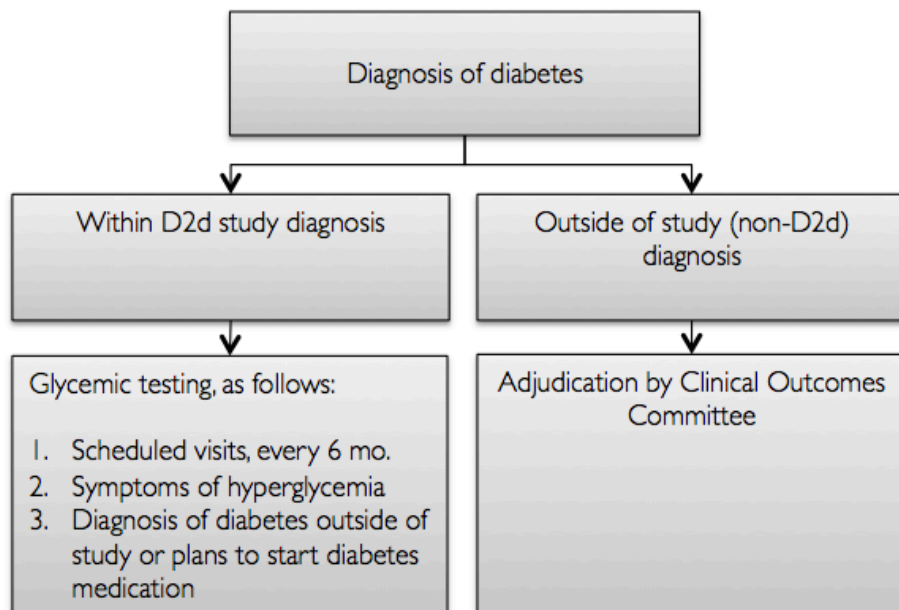 Diagnosis of diabetes
Within D2d study diagnosis
Outside of study (non-D2d)
diagnosis
Glycemic testing, as follows:
1. Scheduled visits, every 6 mo.
2. Symptoms of hyperglycemia
3. Diagnosis of diabetes outside of
study or plans to start diabetes
medication
Adjudication by Clinical Outcomes
Committee